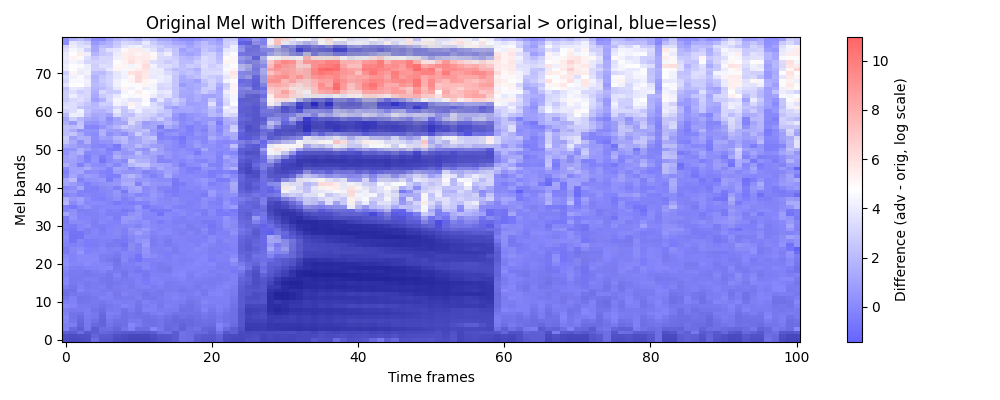 Original Mel with Differences (red=adversarial > original, blue=less)
Mel bands
70
60
50
40
30
20
10
0
0 20 40 60 80 100
Time frames
10
8
6
4
2
0
Difference (adv - orig, log scale)